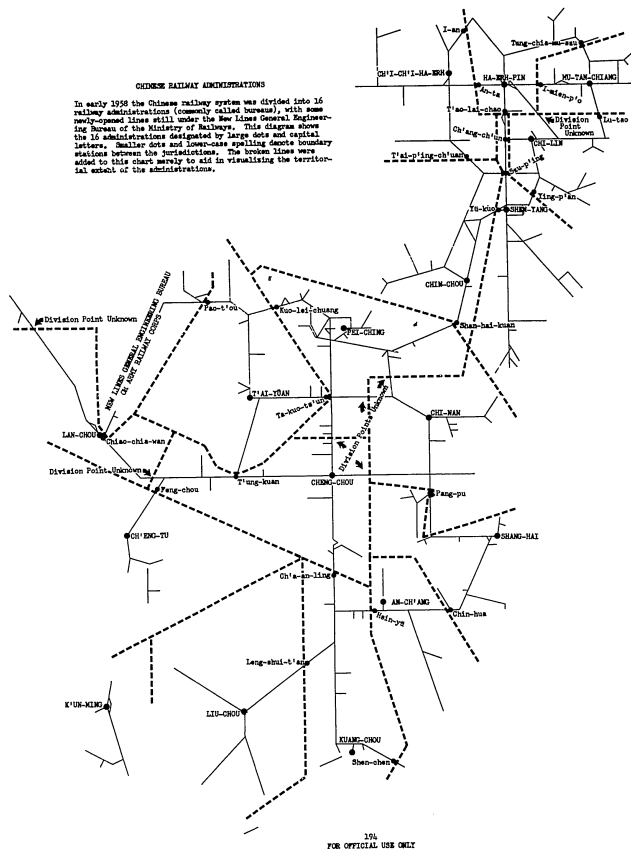 CHINESE RAILWAY ADMINISTRATIONS
In early 1958 the Chinese railway system was divided into 16
railway administrations (commonly called bureaus), with some
newly-opened lines still under the New Lines General Engineer-
ing Bureau of the Ministry of Railways. This diagram shows
the 16 administrations designated by large dots and capital
letters. Smaller dots and lower-case spelling denote boundary
stations between the jurisdictions. The broken lines were
added to this chart merely to aid in visualizing the territor-
ial extent of the administrations.
I-an
Tang-chia-wu-szu
CH'I-CH'I-HA-ERH
HA-ERH-PIN
MU-TAN-CHIANG
An-ta
I-mien-p'o
T'ao-lai-chao
Lu-tao
Division
Point
Unknown
Ch'ang-ch'un
CHI-LIN
T'ai-p'ing-ch'uan
Ssu-p'ing
Ying-p'an
Yü-kuo
SHEN-YANG
CHIN-CHOU
Pao-t'ou
Kuo-lei-chuang
PEI-CHING
Shan-hai-kuan
Division Point Unknown
NEW LINES GENERAL ENGINEERING BUREAU
OR ARMY RAILWAY CORPS
T'AI-YÜAN
Ta-kuo-ts'un
Division Points Unknown
CHI-NAN
LAN-CHOU
Chiao-chia-wan
Division Point Unknown
Feng-chou
T'ung-kuan
CHENG-CHOU
Pang-pu
CH'ENG-TU
SHANG-HAI
Ch'a-an-ling
AN-CH'ANG
Hsin-yü
Chin-hua
Leng-shui-t'an
K'UN-MING
LIU-CHOU
KUANG-CHOU
Shen-chen
194
FOR OFFICIAL USE ONLY